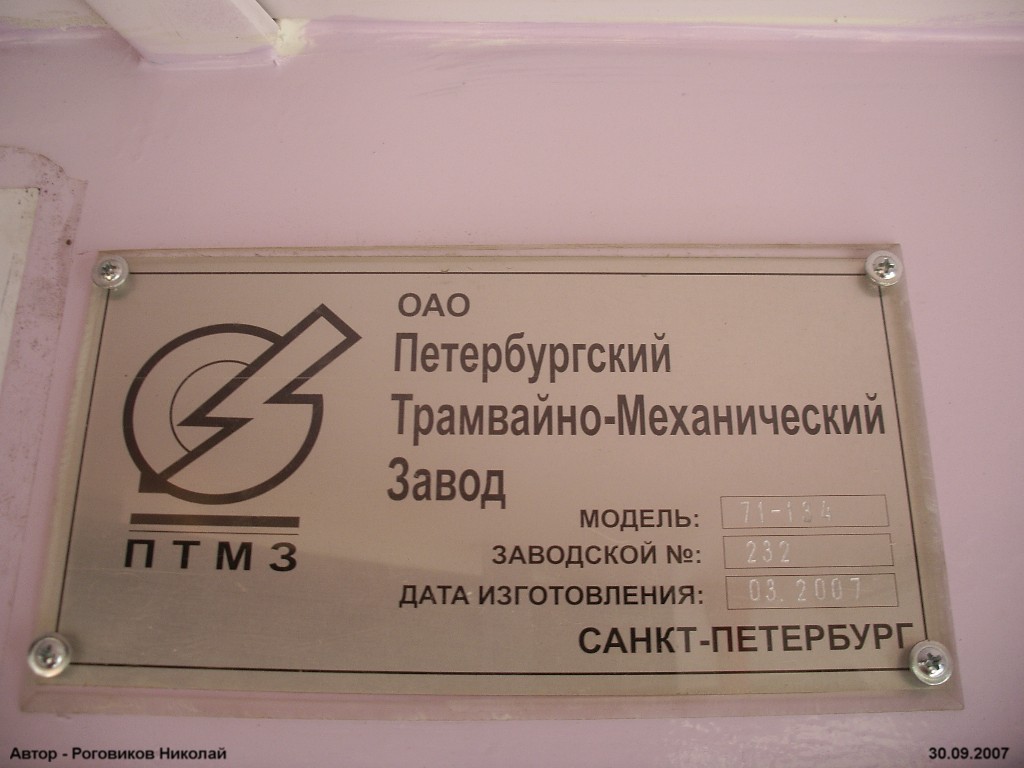 ОАО
Петербургский
Трамвайно-Механический
Завод
ПТМЗ
МОДЕЛЬ: 71-134
ЗАВОДСКОЙ №: 232
ДАТА ИЗГОТОВЛЕНИЯ: 03.2007
САНКТ-ПЕТЕРБУРГ
Автор - Роговиков Николай
30.09.2007